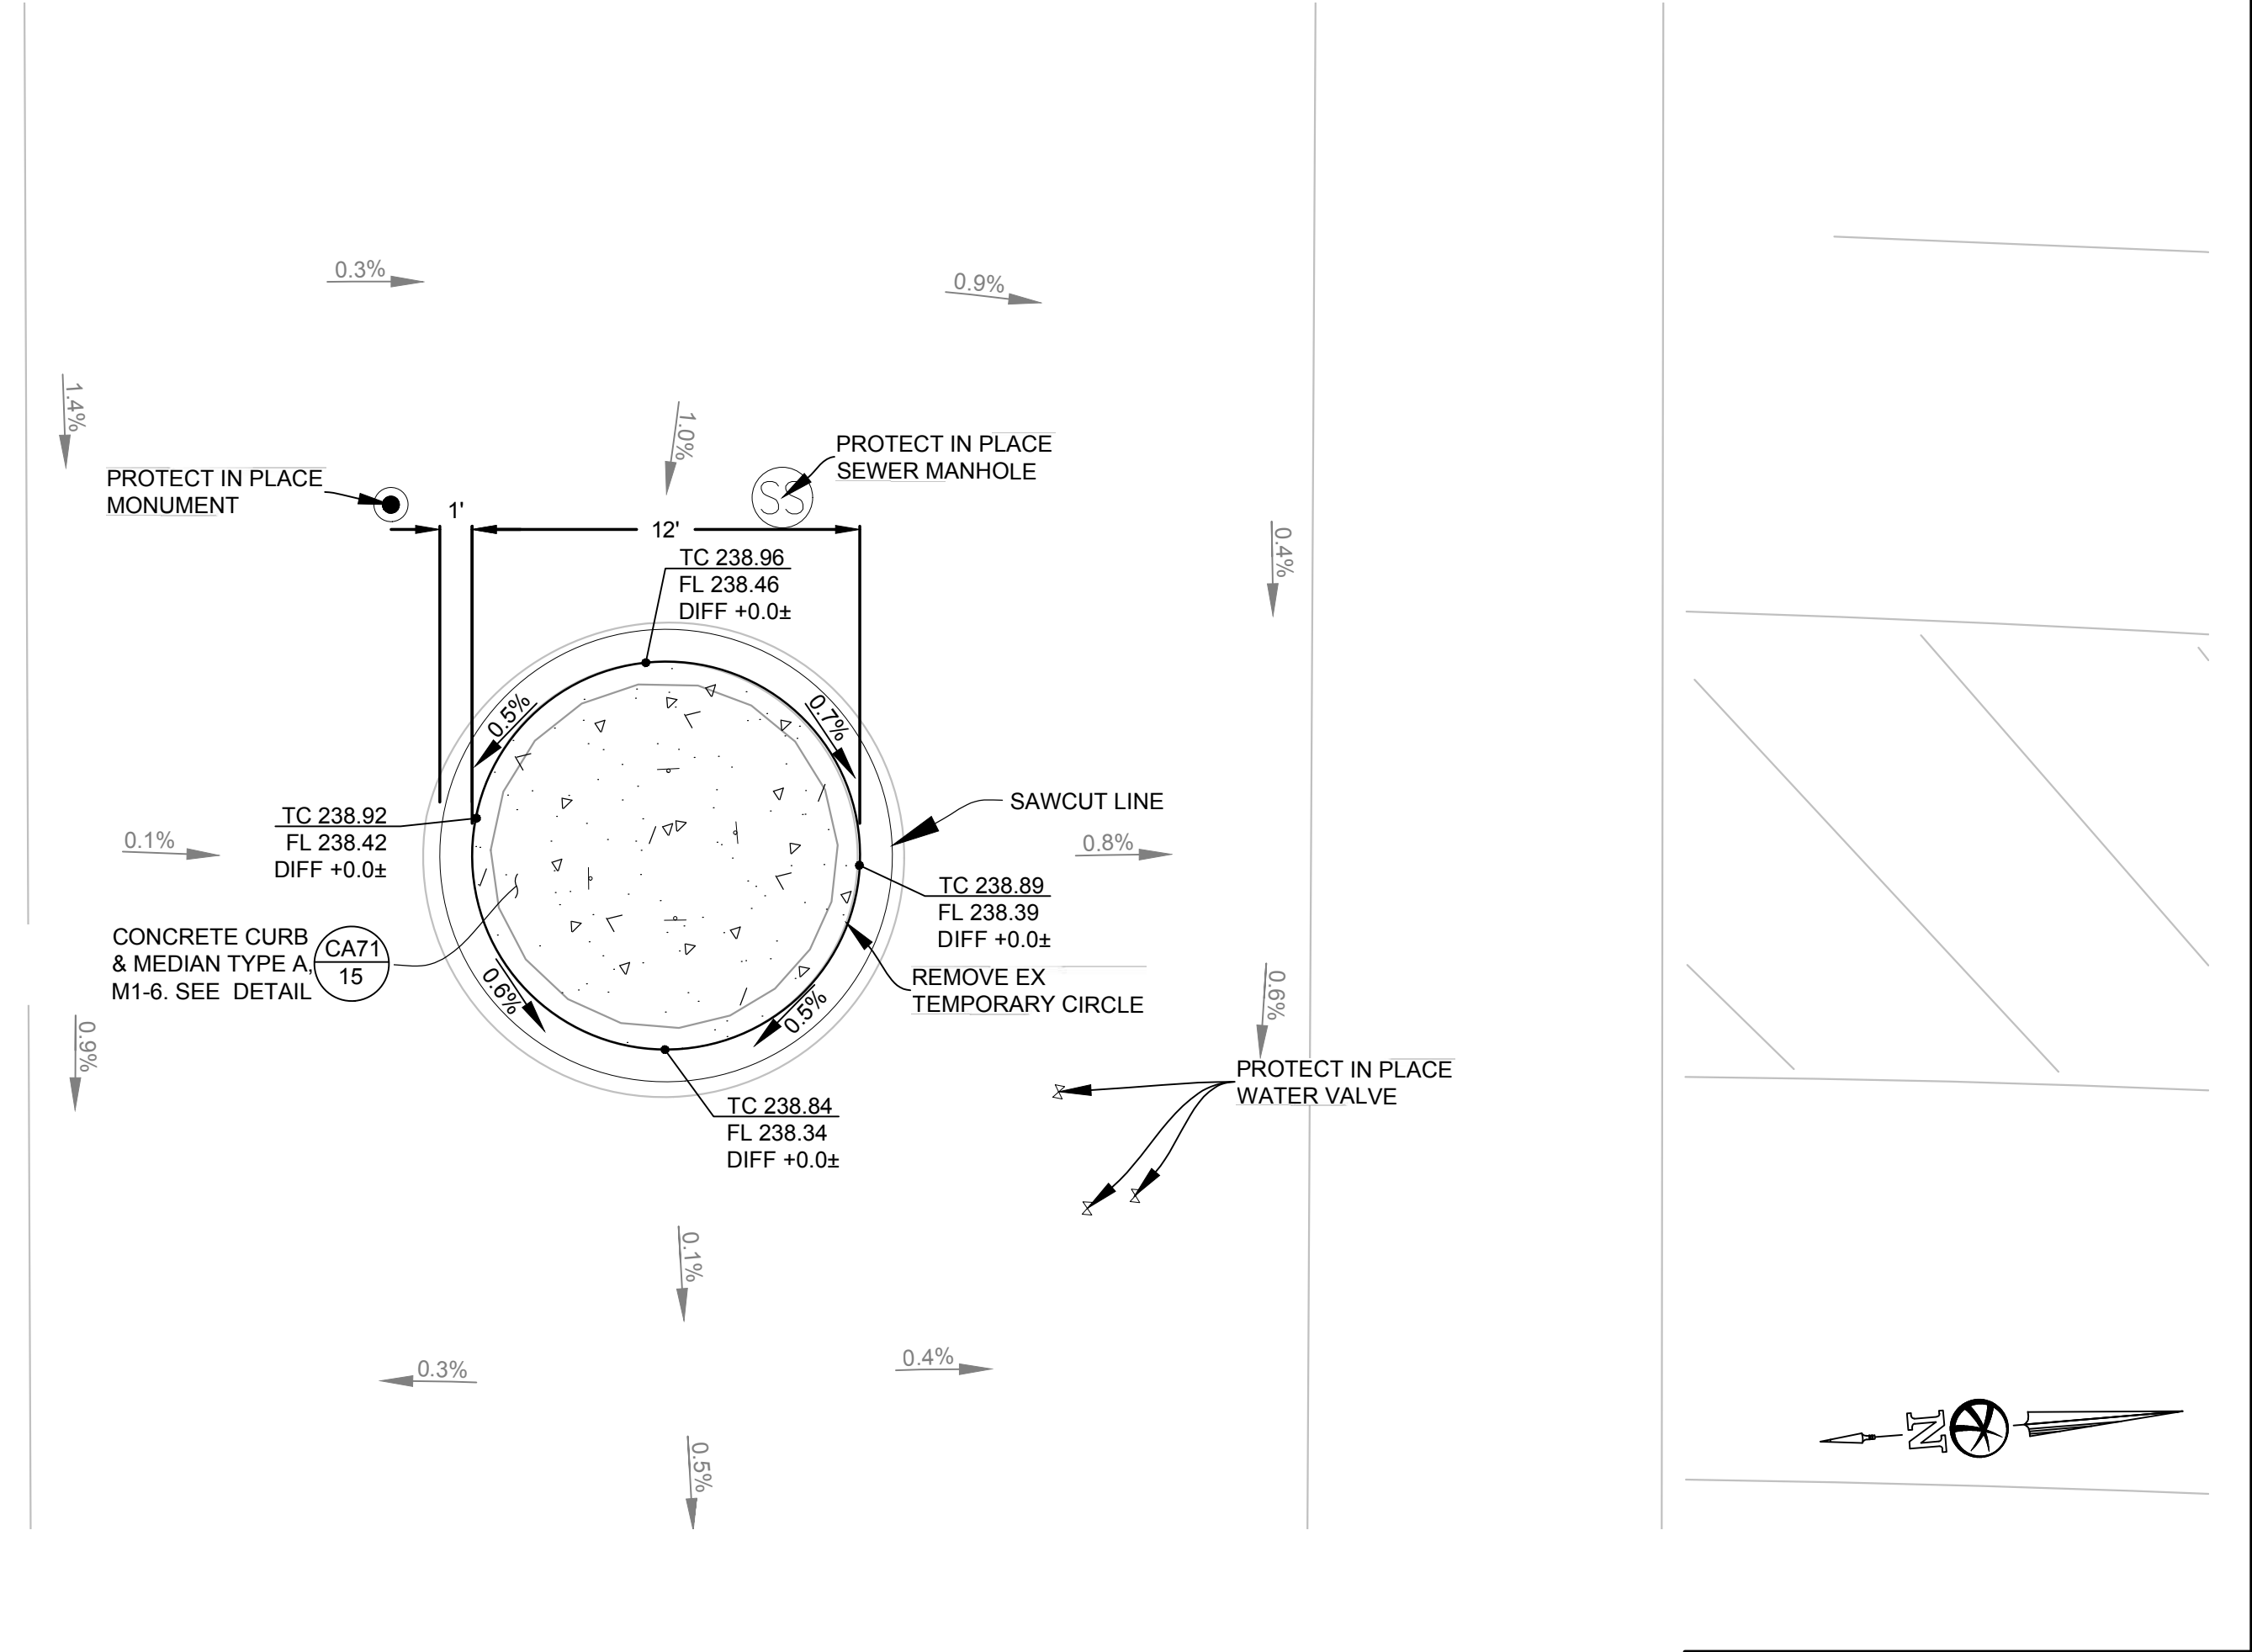 0.3%
0.9%
1.4%
1.0%
PROTECT IN PLACE
SEWER MANHOLE
SS
PROTECT IN PLACE
MONUMENT
1'
12'
0.4%
TC 238.96
FL 238.46
DIFF +0.0±
0.5%
0.7%
SAWCUT LINE
TC 238.92
FL 238.42
DIFF +0.0±
0.1%
0.8%
TC 238.89
FL 238.39
DIFF +0.0±
CONCRETE CURB
& MEDIAN TYPE A,
M1-6. SEE DETAIL
CA71
15
REMOVE EX
TEMPORARY CIRCLE
0.6%
0.5%
0.6%
0.9%
PROTECT IN PLACE
WATER VALVE
TC 238.84
FL 238.34
DIFF +0.0±
0.1%
0.3%
0.4%
0.5%
N